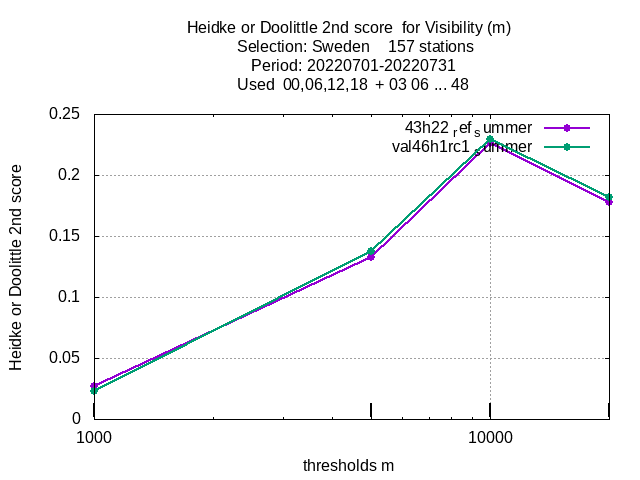 Heidke or Doolittle 2nd score  for Visibility (m)
Selection: Sweden    157 stations
Period: 20220701-20220731
Used  00,06,12,18  + 03 06 ... 48
43h22 ref summer
val46h1rc1 summer
0.25
0.2
0.15
0.1
0.05
0
Heidke or Doolittle 2nd score
1000
10000
thresholds m